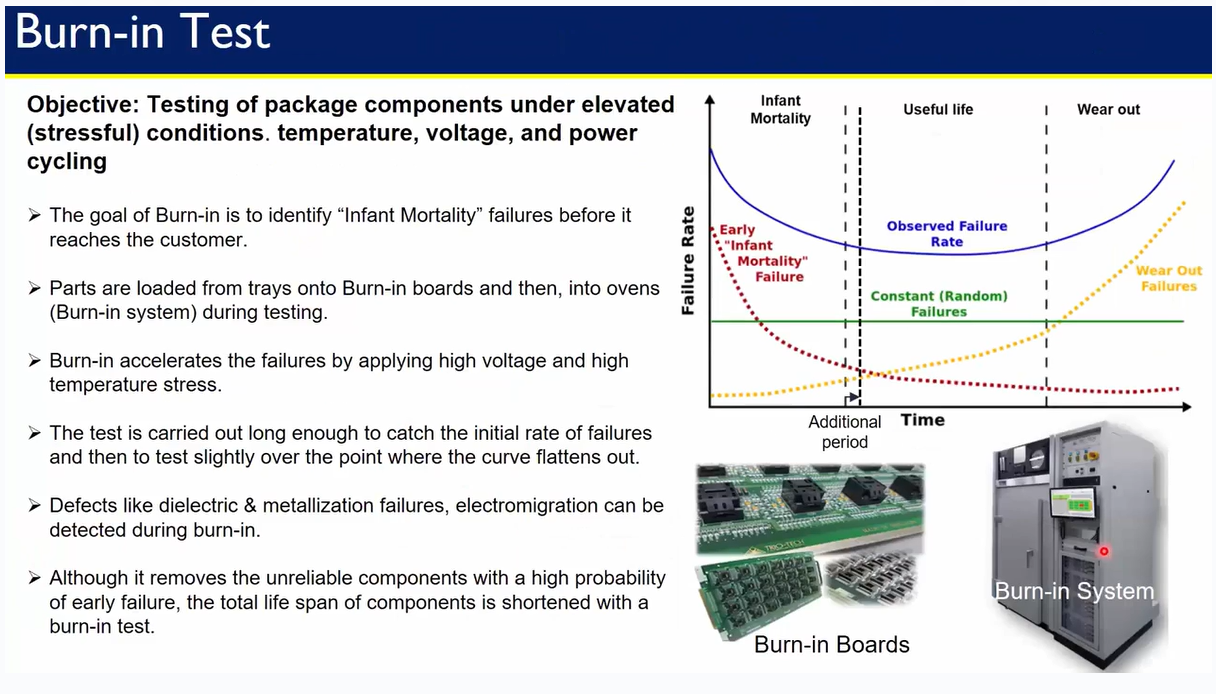 Burn-in Test
Objective: Testing of package components under elevated
(stressful) conditions. temperature, voltage, and power
cycling
➢ The goal of Burn-in is to identify “Infant Mortality” failures before it
reaches the customer.
➢ Parts are loaded from trays onto Burn-in boards and then, into ovens
(Burn-in system) during testing.
➢ Burn-in accelerates the failures by applying high voltage and high
temperature stress.
➢ The test is carried out long enough to catch the initial rate of failures
and then to test slightly over the point where the curve flattens out.
➢ Defects like dielectric & metallization failures, electromigration can be
detected during burn-in.
➢ Although it removes the unreliable components with a high probability
of early failure, the total life span of components is shortened with a
burn-in test.
Infant
Mortality
Useful life
Wear out
Failure Rate
Early
"Infant
Mortality"
Failure
Observed Failure
Rate
Constant (Random)
Failures
Wear Out
Failures
Additional
period
Time
TRIO-TECH
Burn-in Boards
Burn-in System